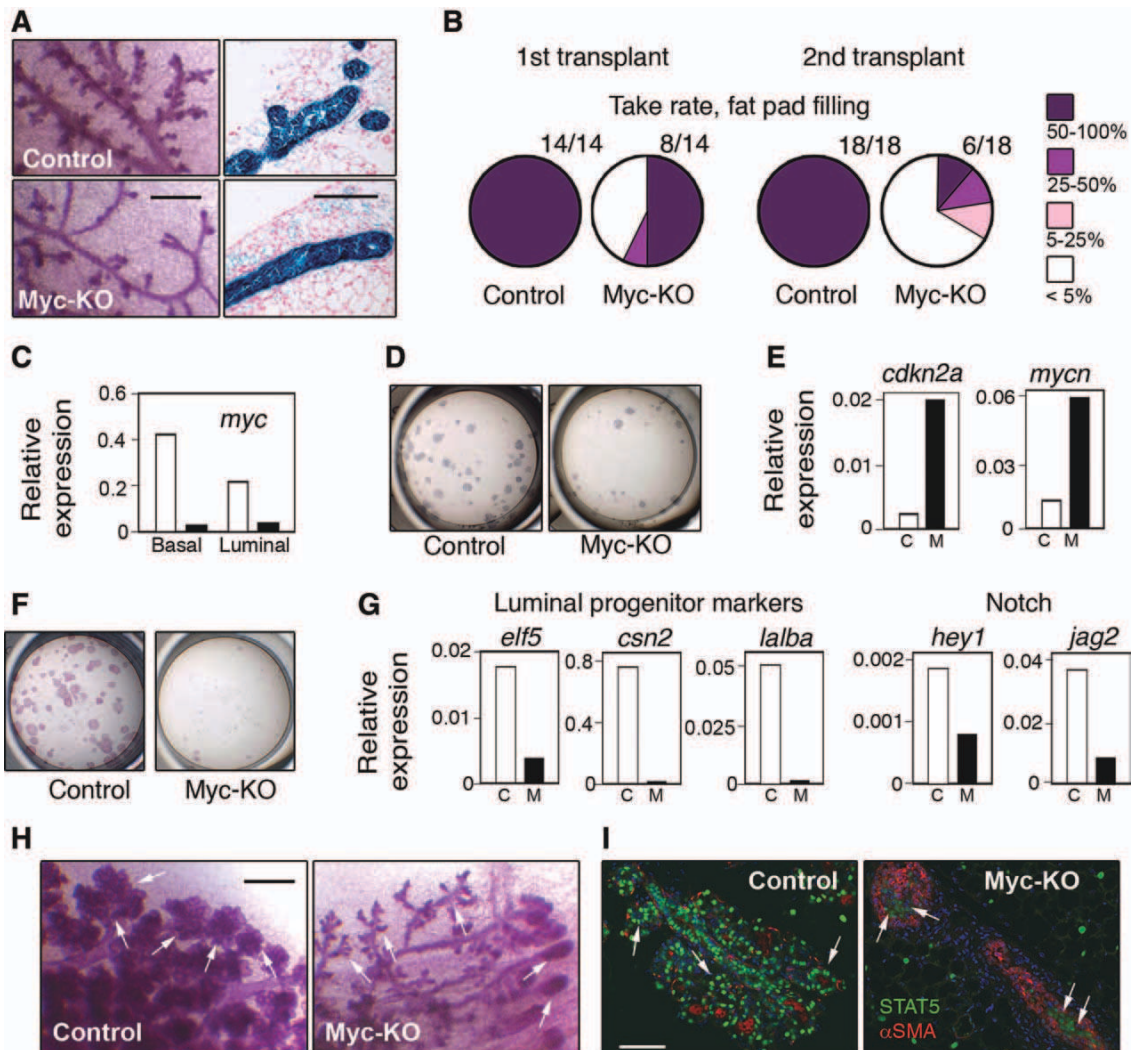 A
Control
Myc-KO
B
1st transplant 2nd transplant
Take rate, fat pad filling
14/14 8/14 18/18 6/18
Control Myc-KO Control Myc-KO
50-100%
25-50%
5-25%
< 5%
C
Relative expression
0.6
0.4
0.2
0
myc
Basal Luminal
D
Control Myc-KO
E
Relative expression
cdkn2a
0.02
0.01
0
C M
mycn
0.06
0.03
0
C M
F
Control Myc-KO
G
Luminal progenitor markers Notch
Relative expression
elf5
0.02
0.01
0
C M
csn2
0.8
0.4
0
C M
lalba
0.05
0.025
0
C M
hey1
0.002
0.001
0
C M
jag2
0.04
0.02
0
C M
H
Control Myc-KO
I
Control Myc-KO
STAT5
αSMA